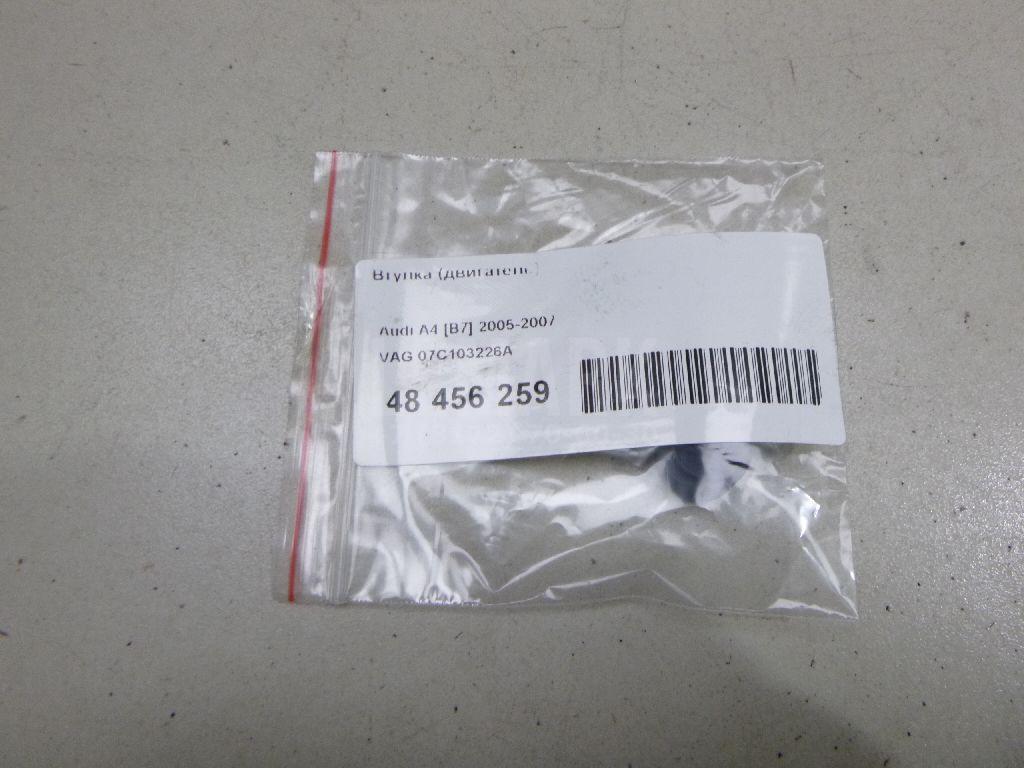 Втулка (двигатель)
Audi A4 [B7] 2005-2007
VAG 07C103226A
48 456 259